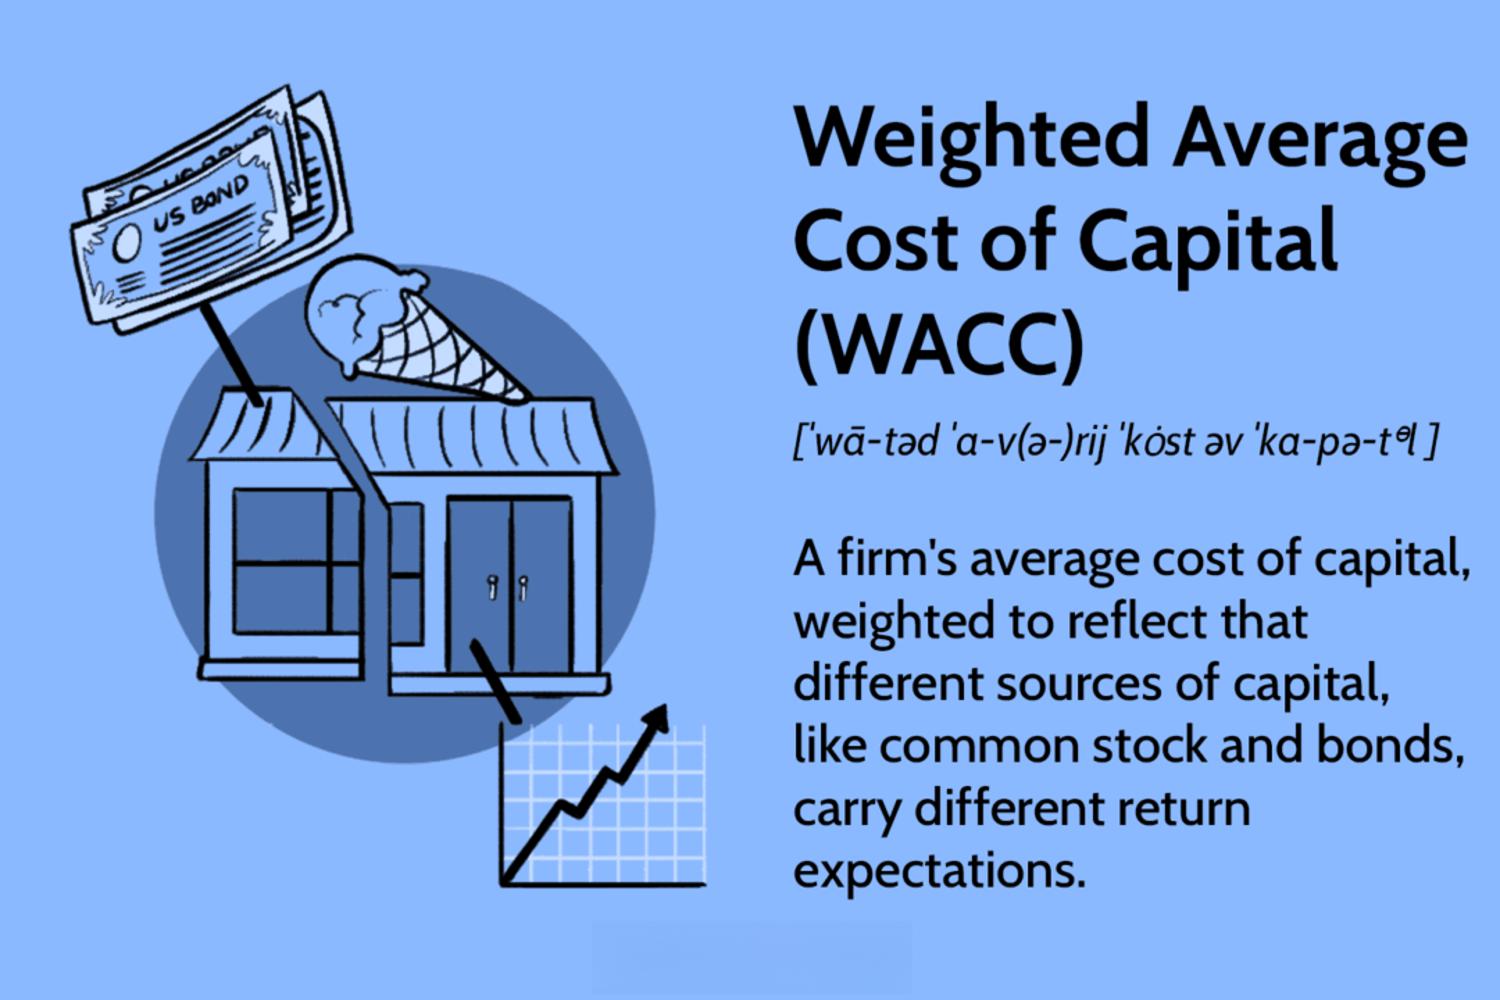 US BOND
Weighted Average
Cost of Capital
(WACC)
[ˈwā-təd ˈa-v(ə-)rij ˈkȯst əv ˈka-pə-tᵊl ]
A firm's average cost of capital,
weighted to reflect that
different sources of capital,
like common stock and bonds,
carry different return
expectations.